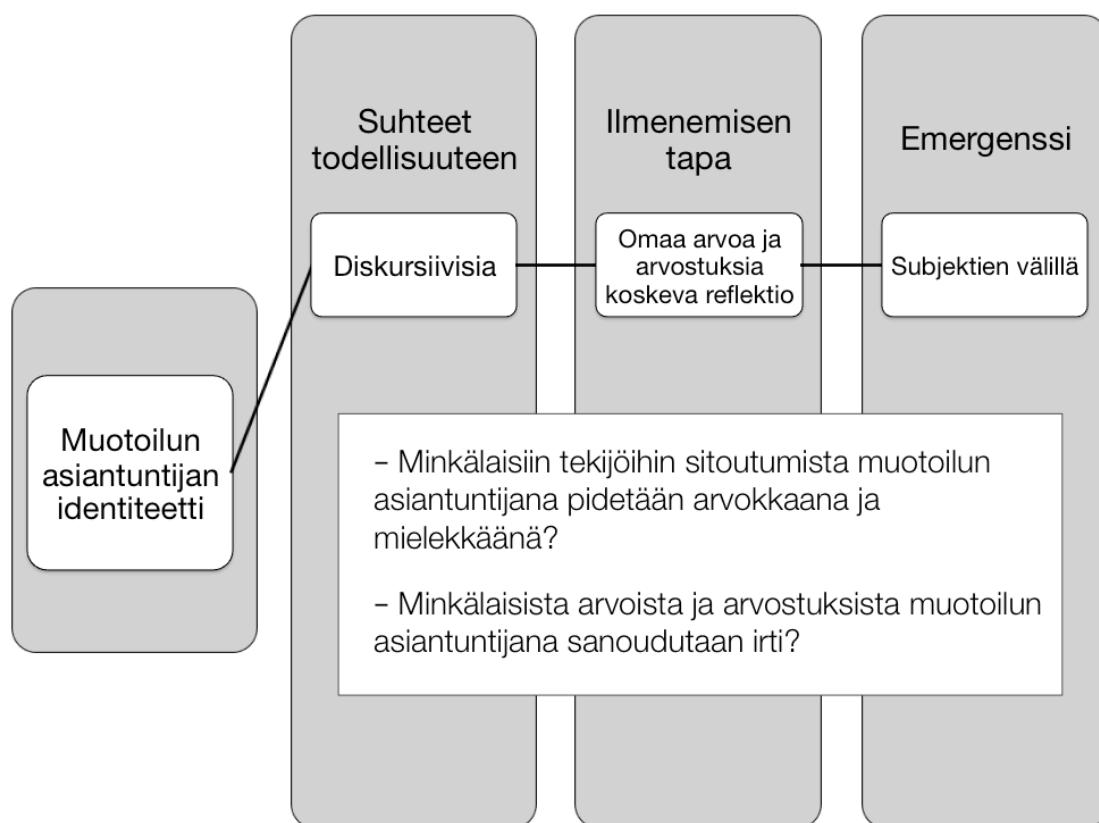 Suhteet
todellisuuteen
Ilmenemisen
tapa
Emergenssi
Muotoilun
asiantuntijan
identiteetti
Diskursiivisia
Omaa arvoa ja
arvostuksia
koskeva reflektio
Subjektien välillä
– Minkälaisiin tekijöihin sitoutumista muotoilun
asiantuntijana pidetään arvokkaana ja
mielekkäänä?
– Minkälaisista arvoista ja arvostuksista muotoilun
asiantuntijana sanoudutaan irti?